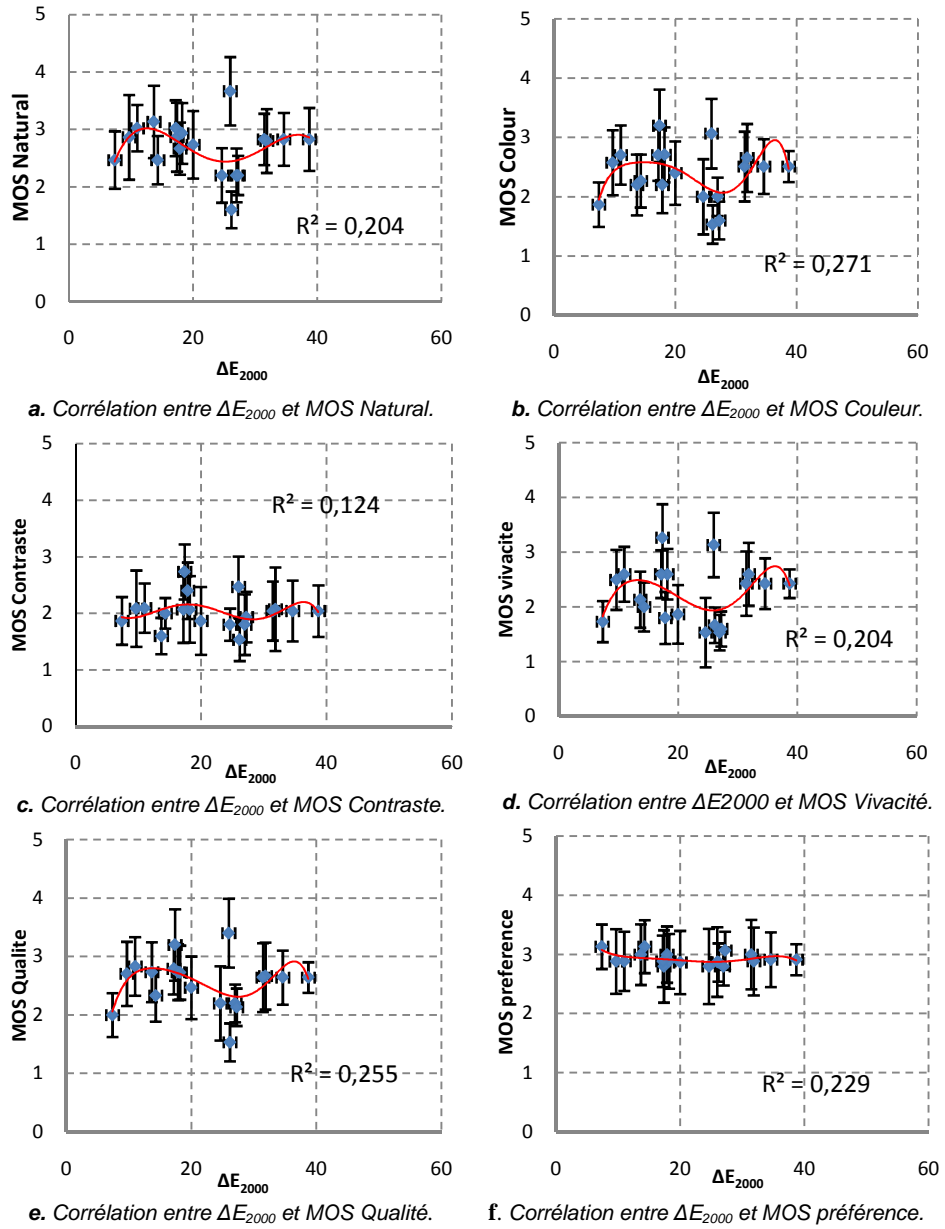 MOS Natural
5
4
3
2
1
0
R² = 0,204
0 20 40 60
ΔE2000
a. Corrélation entre ΔE2000 et MOS Natural.
MOS Colour
5
4
3
2
1
0
R² = 0,271
0 20 40 60
ΔE2000
b. Corrélation entre ΔE2000 et MOS Couleur.
MOS Contraste
5
4
3
2
1
0
R² = 0,124
0 20 40 60
ΔE2000
c. Corrélation entre ΔE2000 et MOS Contraste.
MOS vivacite
5
4
3
2
1
0
R² = 0,204
0 20 40 60
ΔE2000
d. Corrélation entre ΔE2000 et MOS Vivacité.
MOS Qualite
5
4
3
2
1
0
R² = 0,255
0 20 40 60
ΔE2000
e. Corrélation entre ΔE2000 et MOS Qualité.
MOS préference
5
4
3
2
1
0
R² = 0,229
0 20 40 60
ΔE2000
f. Corrélation entre ΔE2000 et MOS préférence.